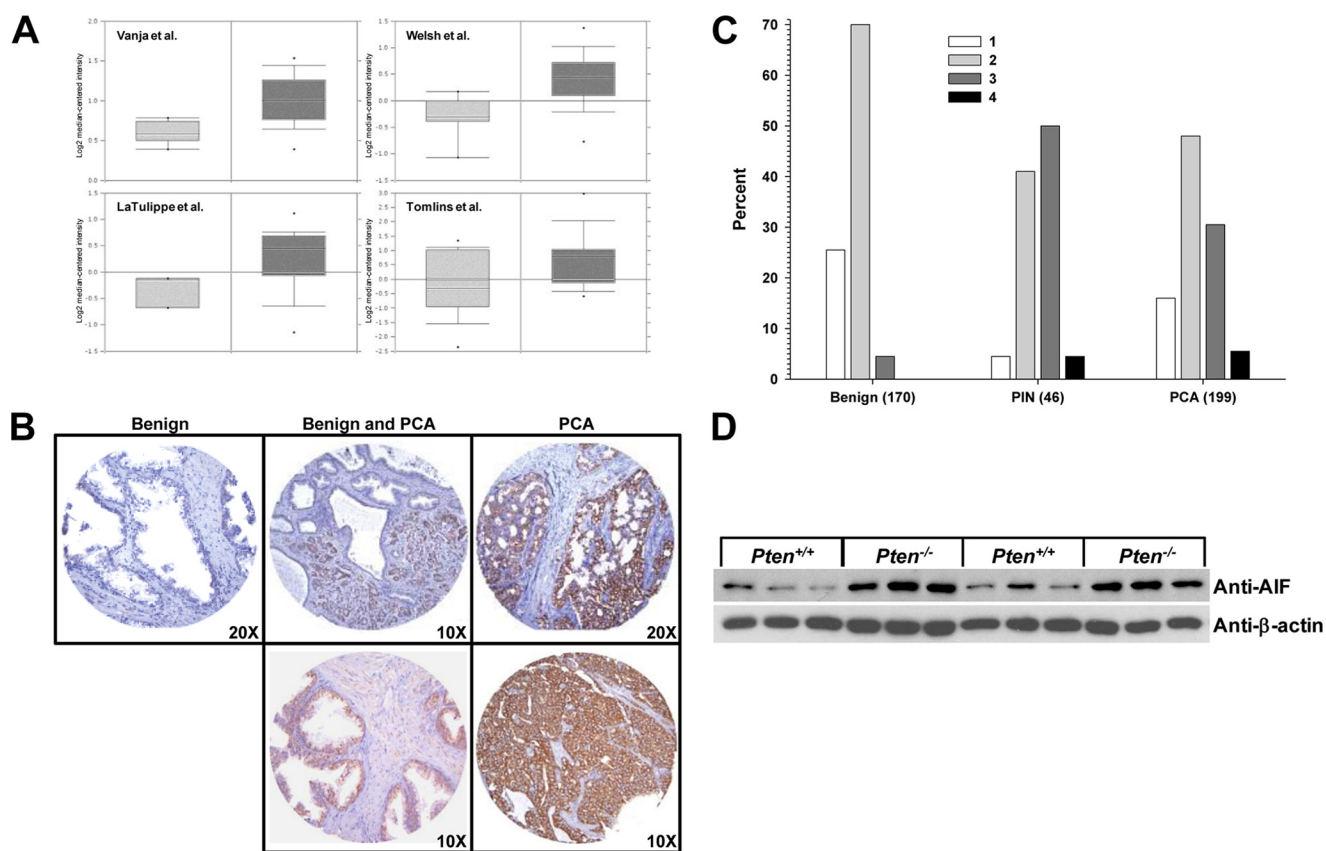 A
Vanja et al.
Log2 median-centered intensity
2.0
1.5
1.0
0.5
0.0
Welsh et al.
Log2 median-centered intensity
1.5
1.0
0.5
0.0
-0.5
-1.0
-1.5
LaTulippe et al.
Log2 median-centered intensity
1.5
1.0
0.5
0.0
-0.5
-1.0
-1.5
Tomlins et al.
Log2 median-centered intensity
3.0
2.5
2.0
1.5
1.0
0.5
0.0
-0.5
-1.0
-1.5
-2.0
-2.5
B
Benign
Benign and PCA
PCA
20X
10X
20X
10X
10X
C
Percent
70
60
50
40
30
20
10
0
1
2
3
4
Benign (170)
PIN (46)
PCA (199)
D
Pten+/+
Pten-/-
Pten+/+
Pten-/-
Anti-AIF
Anti-β-actin